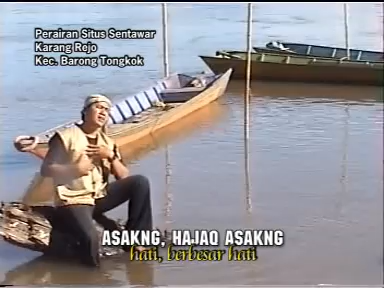 Perairan Situs Sentawar
Karang Rejo
Kec. Barong Tongkok
ASAKNG, HAJAQ ASAKNG
hati, berbesar hati